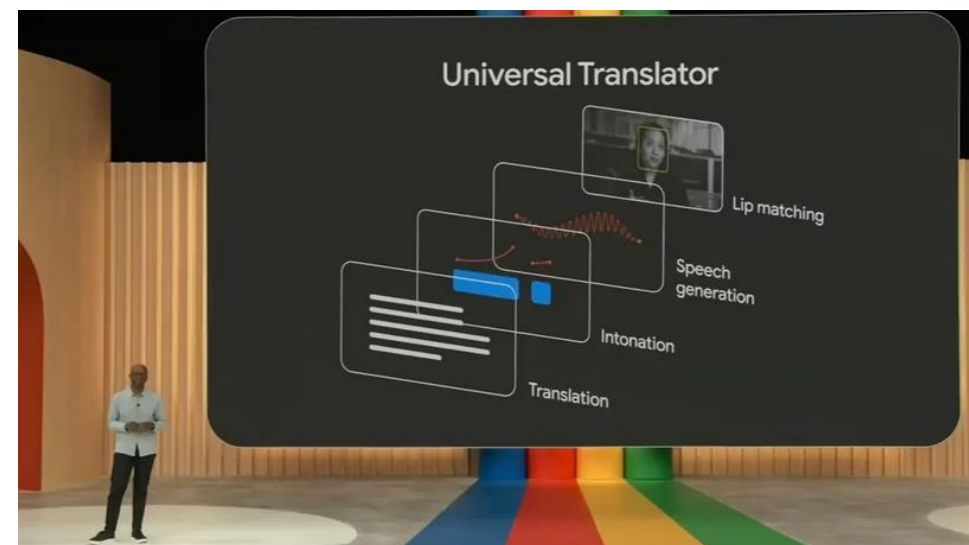 Universal Translator
Lip matching
Speech
generation
Intonation
Translation